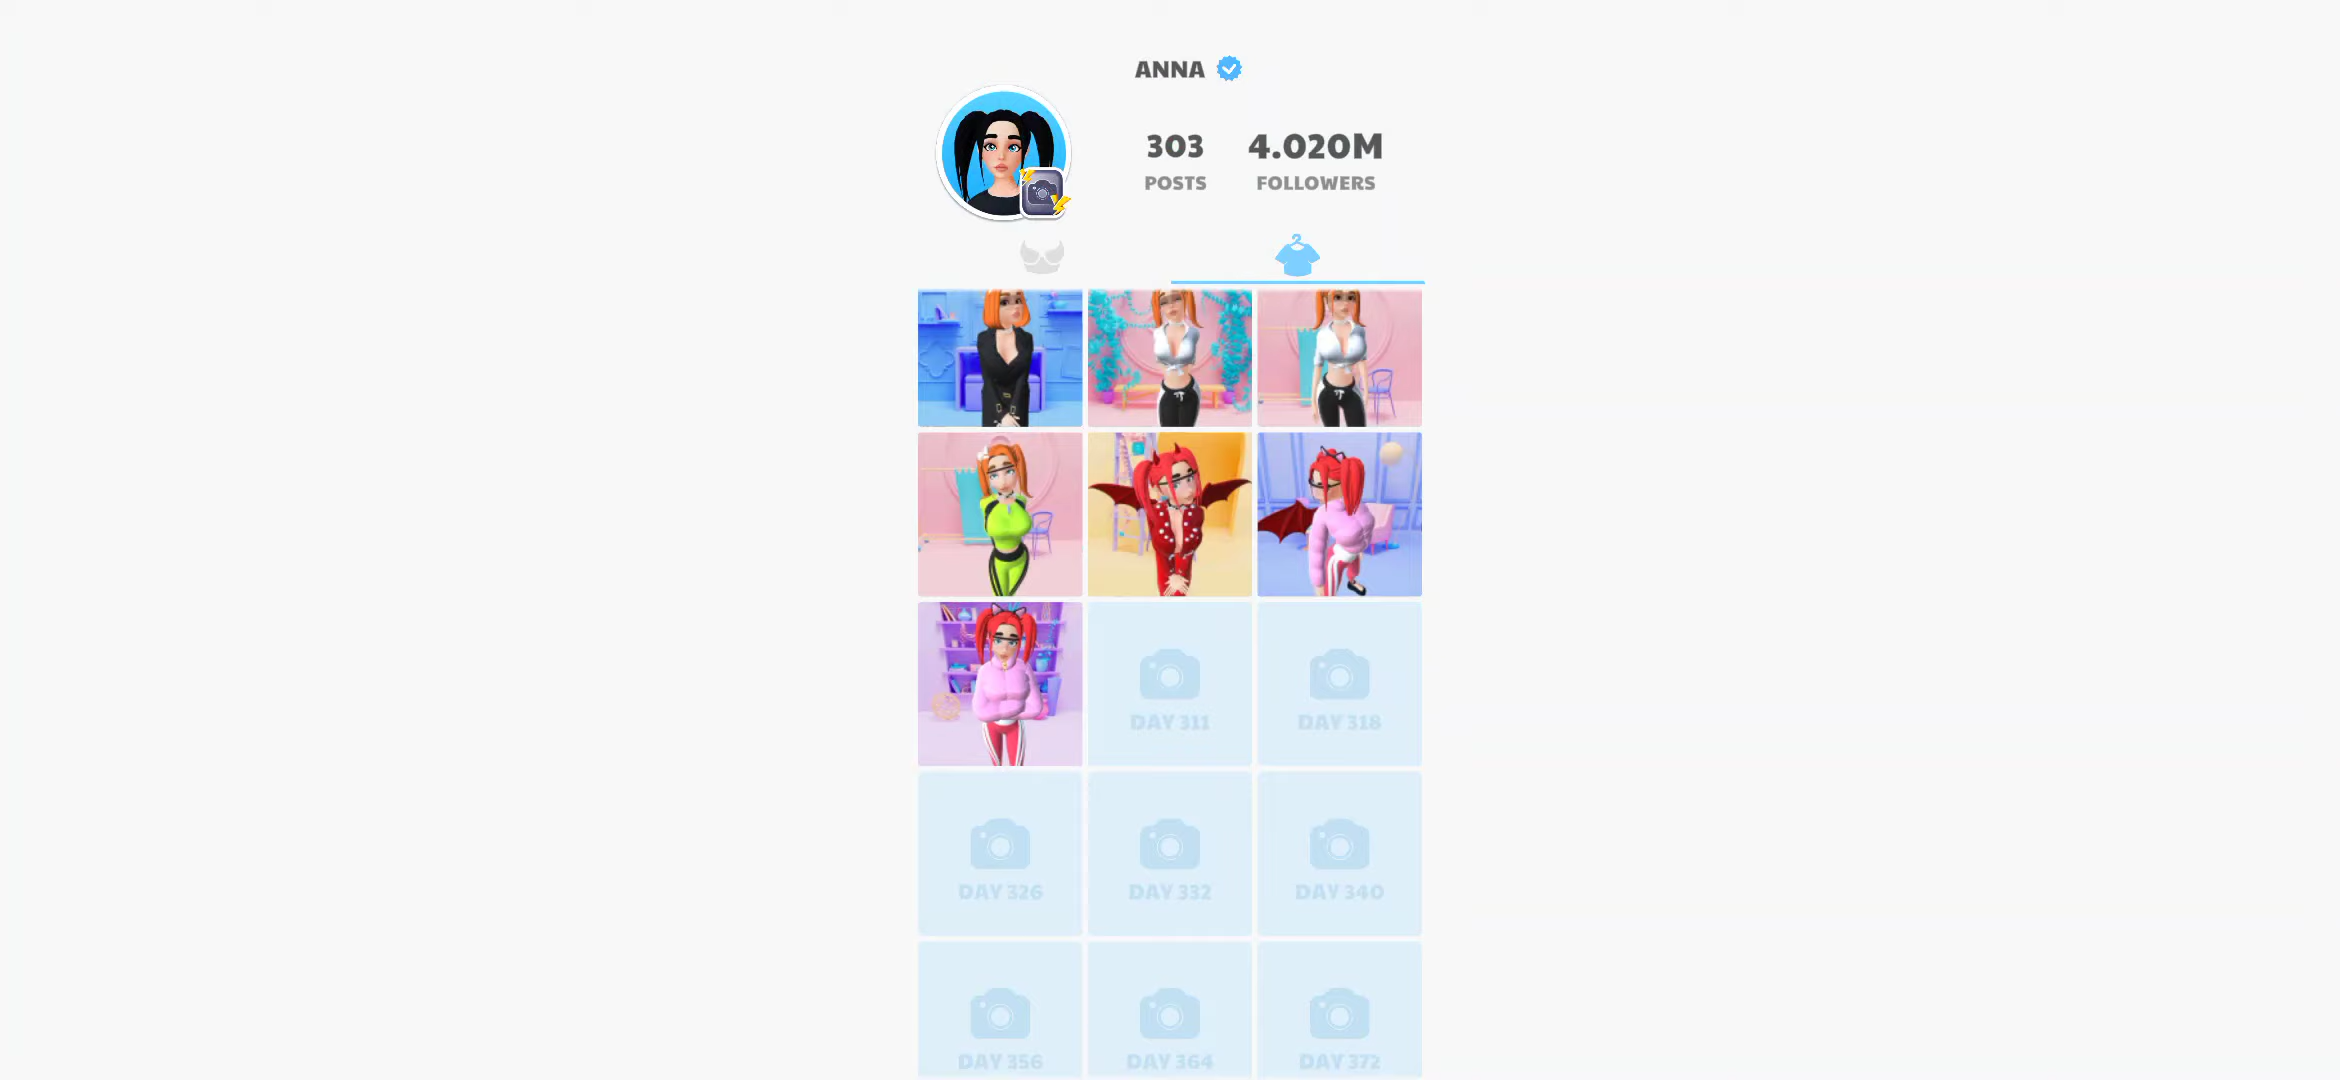 ANNA
303 4.020M
POSTS FOLLOWERS
DAY 311 DAY 318
DAY 326 DAY 332 DAY 340
DAY 356 DAY 364 DAY 372